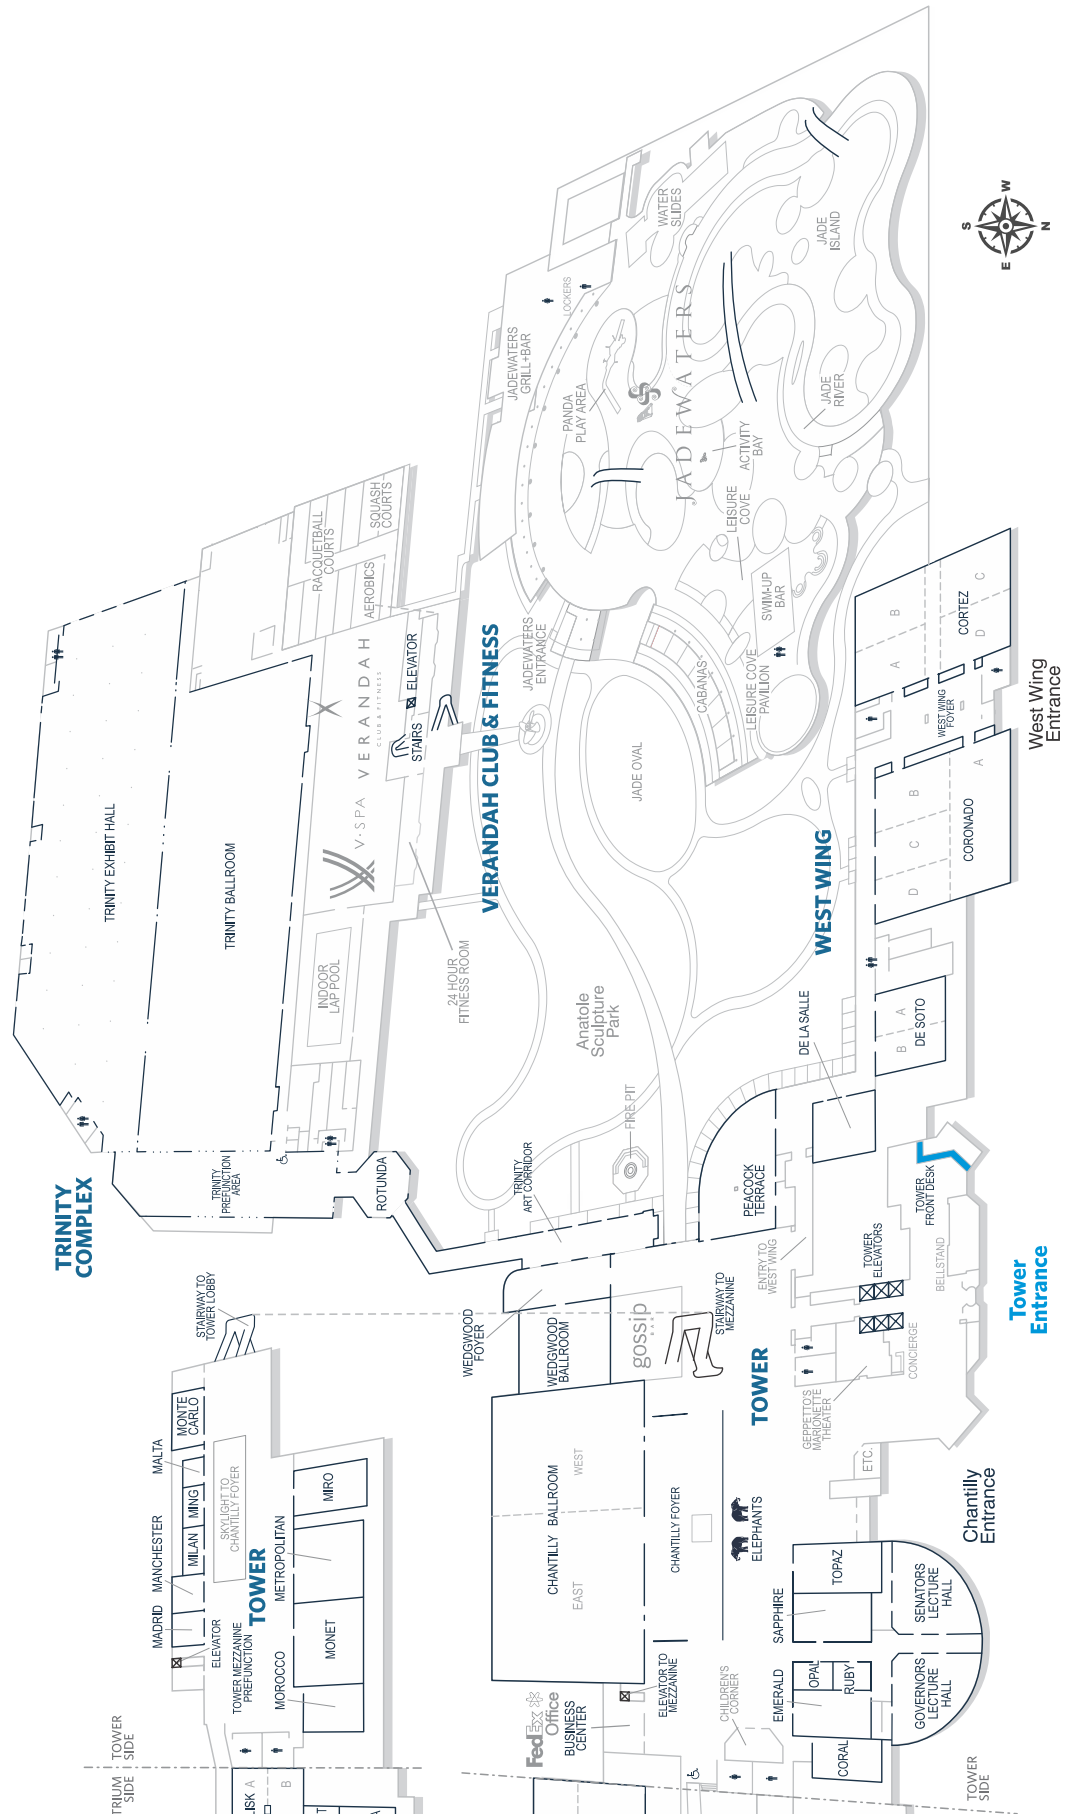 TRINITY
COMPLEX
TRINITY EXHIBIT HALL
TRINITY BALLROOM
TRINITY
PREFUNCTION
AREA
ROTUNDA
INDOOR
LAP POOL
V·SPA
VERANDAH
CLUB & FITNESS
RACQUETBALL
COURTS
SQUASH
COURTS
AEROBICS
ELEVATOR
STAIRS
VERANDAH CLUB & FITNESS
24 HOUR
FITNESS ROOM
JADEWATERS
ENTRANCE
JADEWATERS
GRILL+BAR
LOCKERS
PANDA
PLAY AREA
WATER
SLIDES
JADEWATERS
JADE
ISLAND
JADE
RIVER
ACTIVITY
BAY
LEISURE
COVE
SWIM-UP
BAR
CABANAS
LEISURE COVE
PAVILION
JADE OVAL
Anatole
Sculpture
Park
FIRE PIT
TRINITY
ART CORRIDOR
S
W
E
N
WEST WING
CORTEZ
A
B
C
D
WEST WING
FOYER
West Wing
Entrance
CORONADO
A
B
C
D
DE LA SALLE
DE SOTO
A
B
PEACOCK
TERRACE
ENTRY TO
WEST WING
TOWER
FRONT DESK
TOWER
ELEVATORS
BELLSTAND
Tower
Entrance
CONCIERGE
GEPPETTO'S
MARIONETTE
THEATER
ETC.
Chantilly
Entrance
STAIRWAY TO
TOWER LOBBY
WEDGWOOD
FOYER
WEDGWOOD
BALLROOM
gossip
BAR
STAIRWAY TO
MEZZANINE
TOWER
MONTE
CARLO
MALTA
MING
MILAN
MANCHESTER
MADRID
SKYLIGHT TO
CHANTILLY FOYER
TOWER
MIRO
METROPOLITAN
MONET
MOROCCO
ELEVATOR
TOWER MEZZANINE
PREFUNCTION
CHANTILLY BALLROOM
WEST
EAST
CHANTILLY FOYER
ELEPHANTS
TOPAZ
SAPPHIRE
OPAL
RUBY
EMERALD
CORAL
SENATORS
LECTURE
HALL
GOVERNORS
LECTURE
HALL
FedEx
Office
BUSINESS
CENTER
ELEVATOR TO
MEZZANINE
CHILDREN'S
CORNER
TOWER
SIDE
TRIUM
SIDE
TOWER
SIDE
A
B